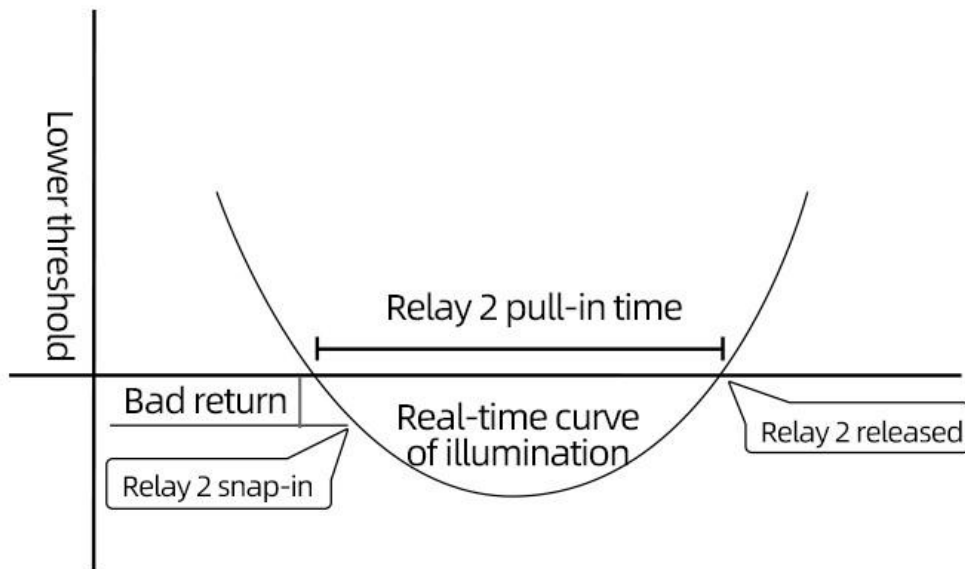 Lower threshold
Relay 2 pull-in time
Bad return
Real-time curve
of illumination
Relay 2 released
Relay 2 snap-in